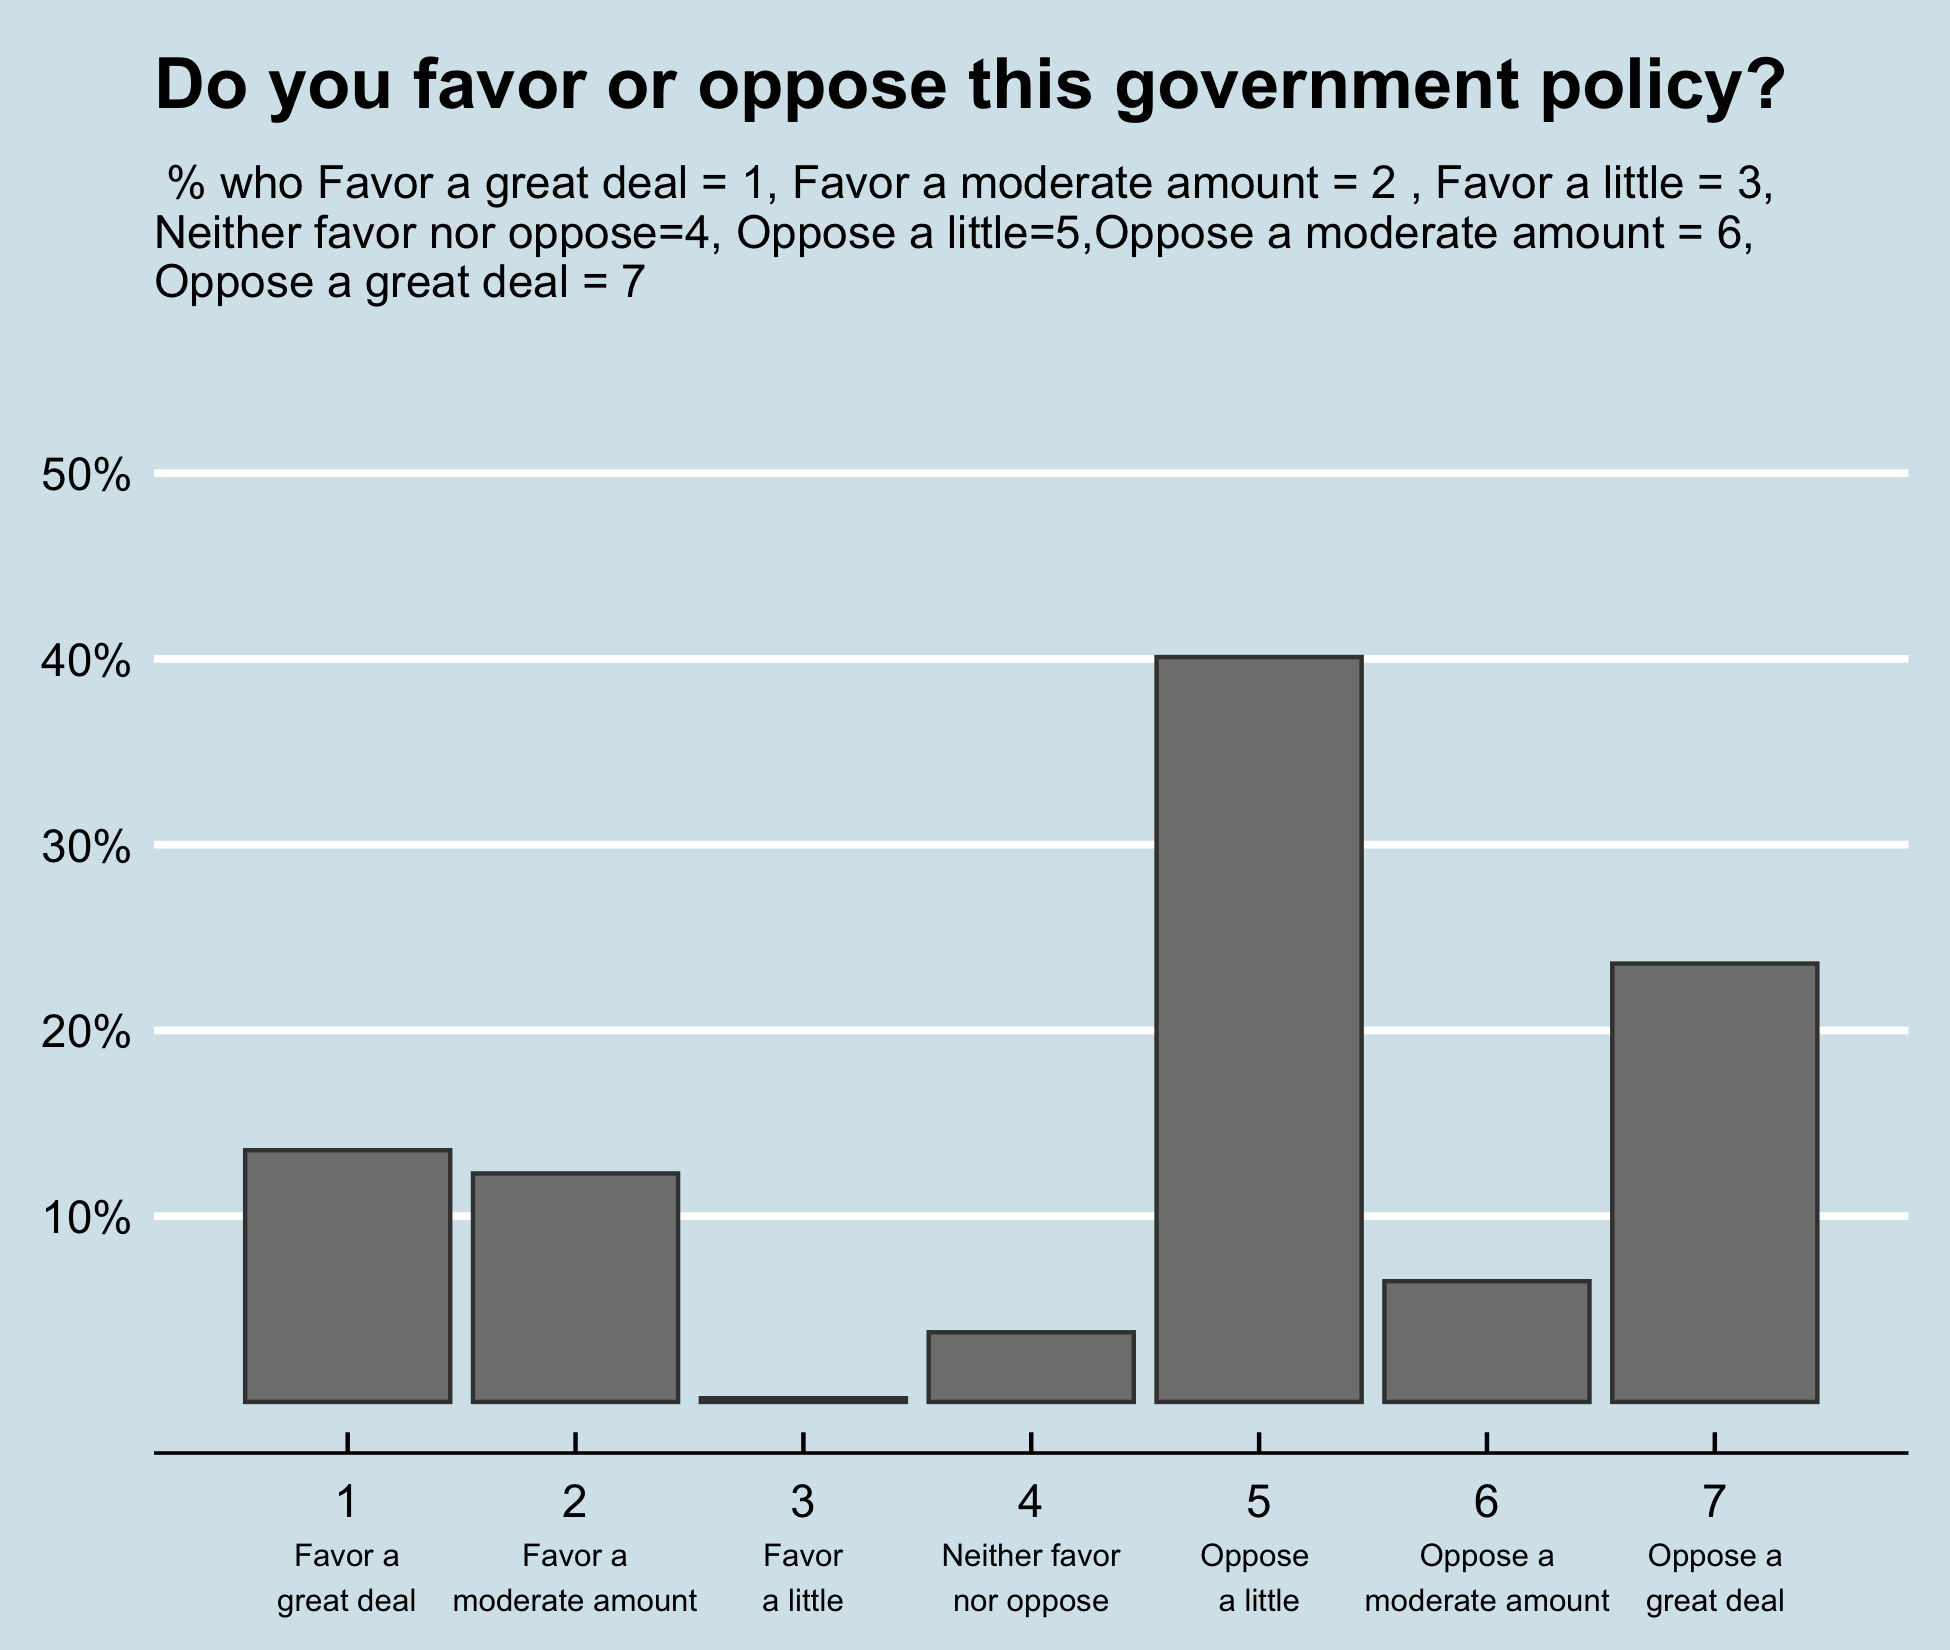 Do you favor or oppose this government policy?
% who Favor a great deal = 1, Favor a moderate amount = 2 , Favor a little = 3,
Neither favor nor oppose=4, Oppose a little=5,Oppose a moderate amount = 6,
Oppose a great deal = 7
50%
40%
30%
20%
10%
1 2 3 4 5 6 7
Favor a Favor a Favor Neither favor Oppose Oppose a Oppose a
great deal moderate amount a little nor oppose a little moderate amount great deal